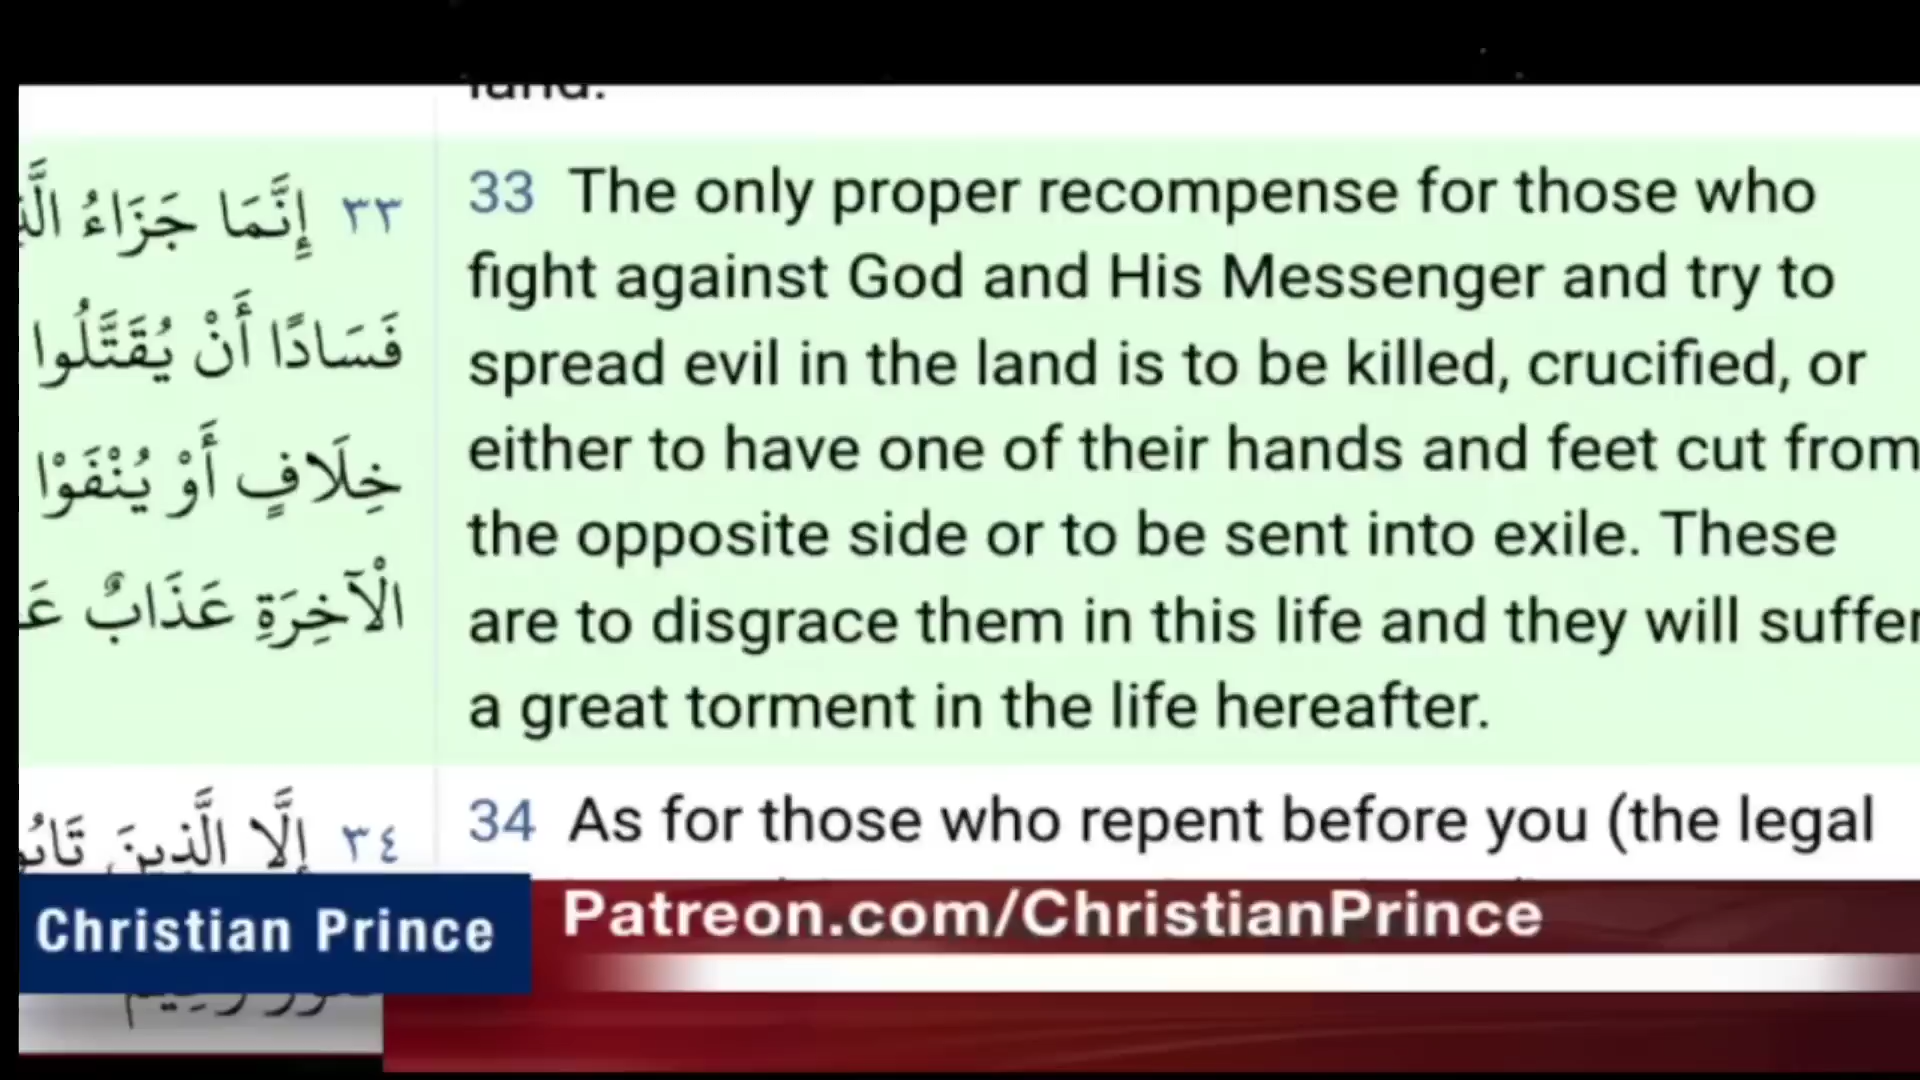 land.
٣٣ إِنَّمَا جَزَاءُ
فَسَادًا أَنْ يُقَتَّلُوا
خِلَافٍ أَوْ يُنْفَوْا
الْآخِرَةِ عَذَابٌ
33 The only proper recompense for those who
fight against God and His Messenger and try to
spread evil in the land is to be killed, crucified, or
either to have one of their hands and feet cut from
the opposite side or to be sent into exile. These
are to disgrace them in this life and they will suffer
a great torment in the life hereafter.
٣٤ إِلَّا الَّذِينَ
34 As for those who repent before you (the legal
Christian Prince
Patreon.com/ChristianPrince